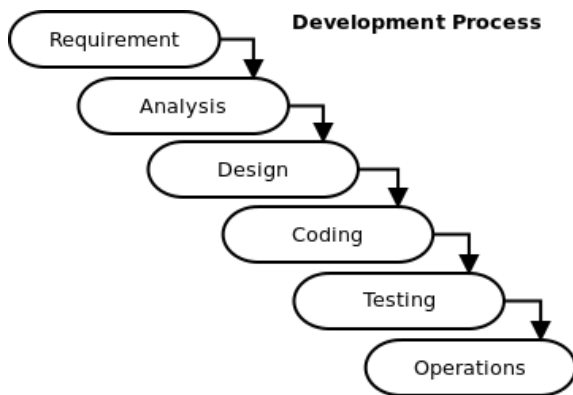 Development Process
Requirement
Analysis
Design
Coding
Testing
Operations